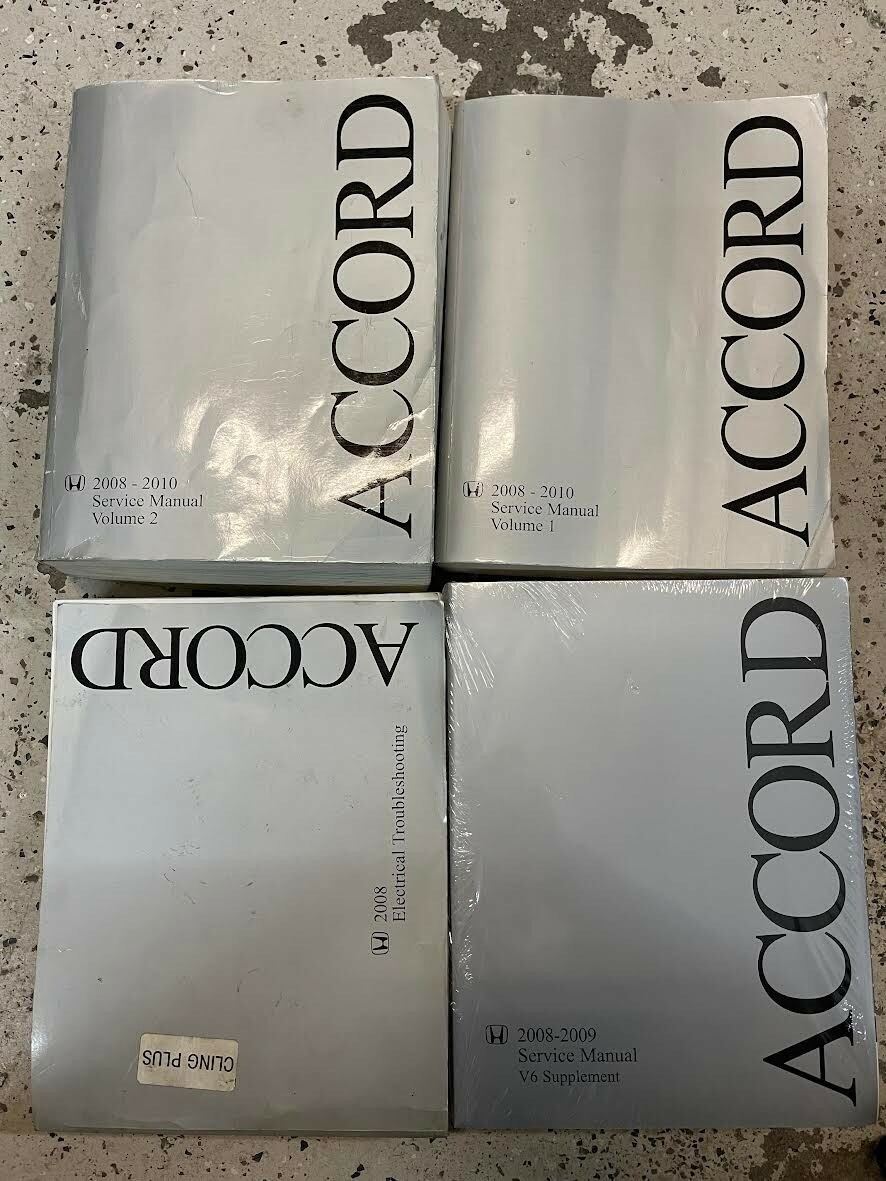 ACCORD
2008 - 2010
Service Manual
Volume 2
ACCORD
2008 - 2010
Service Manual
Volume 1
ACCORD
2008
Electrical Troubleshooting
CLING PLUS
ACCORD
2008-2009
Service Manual
V6 Supplement